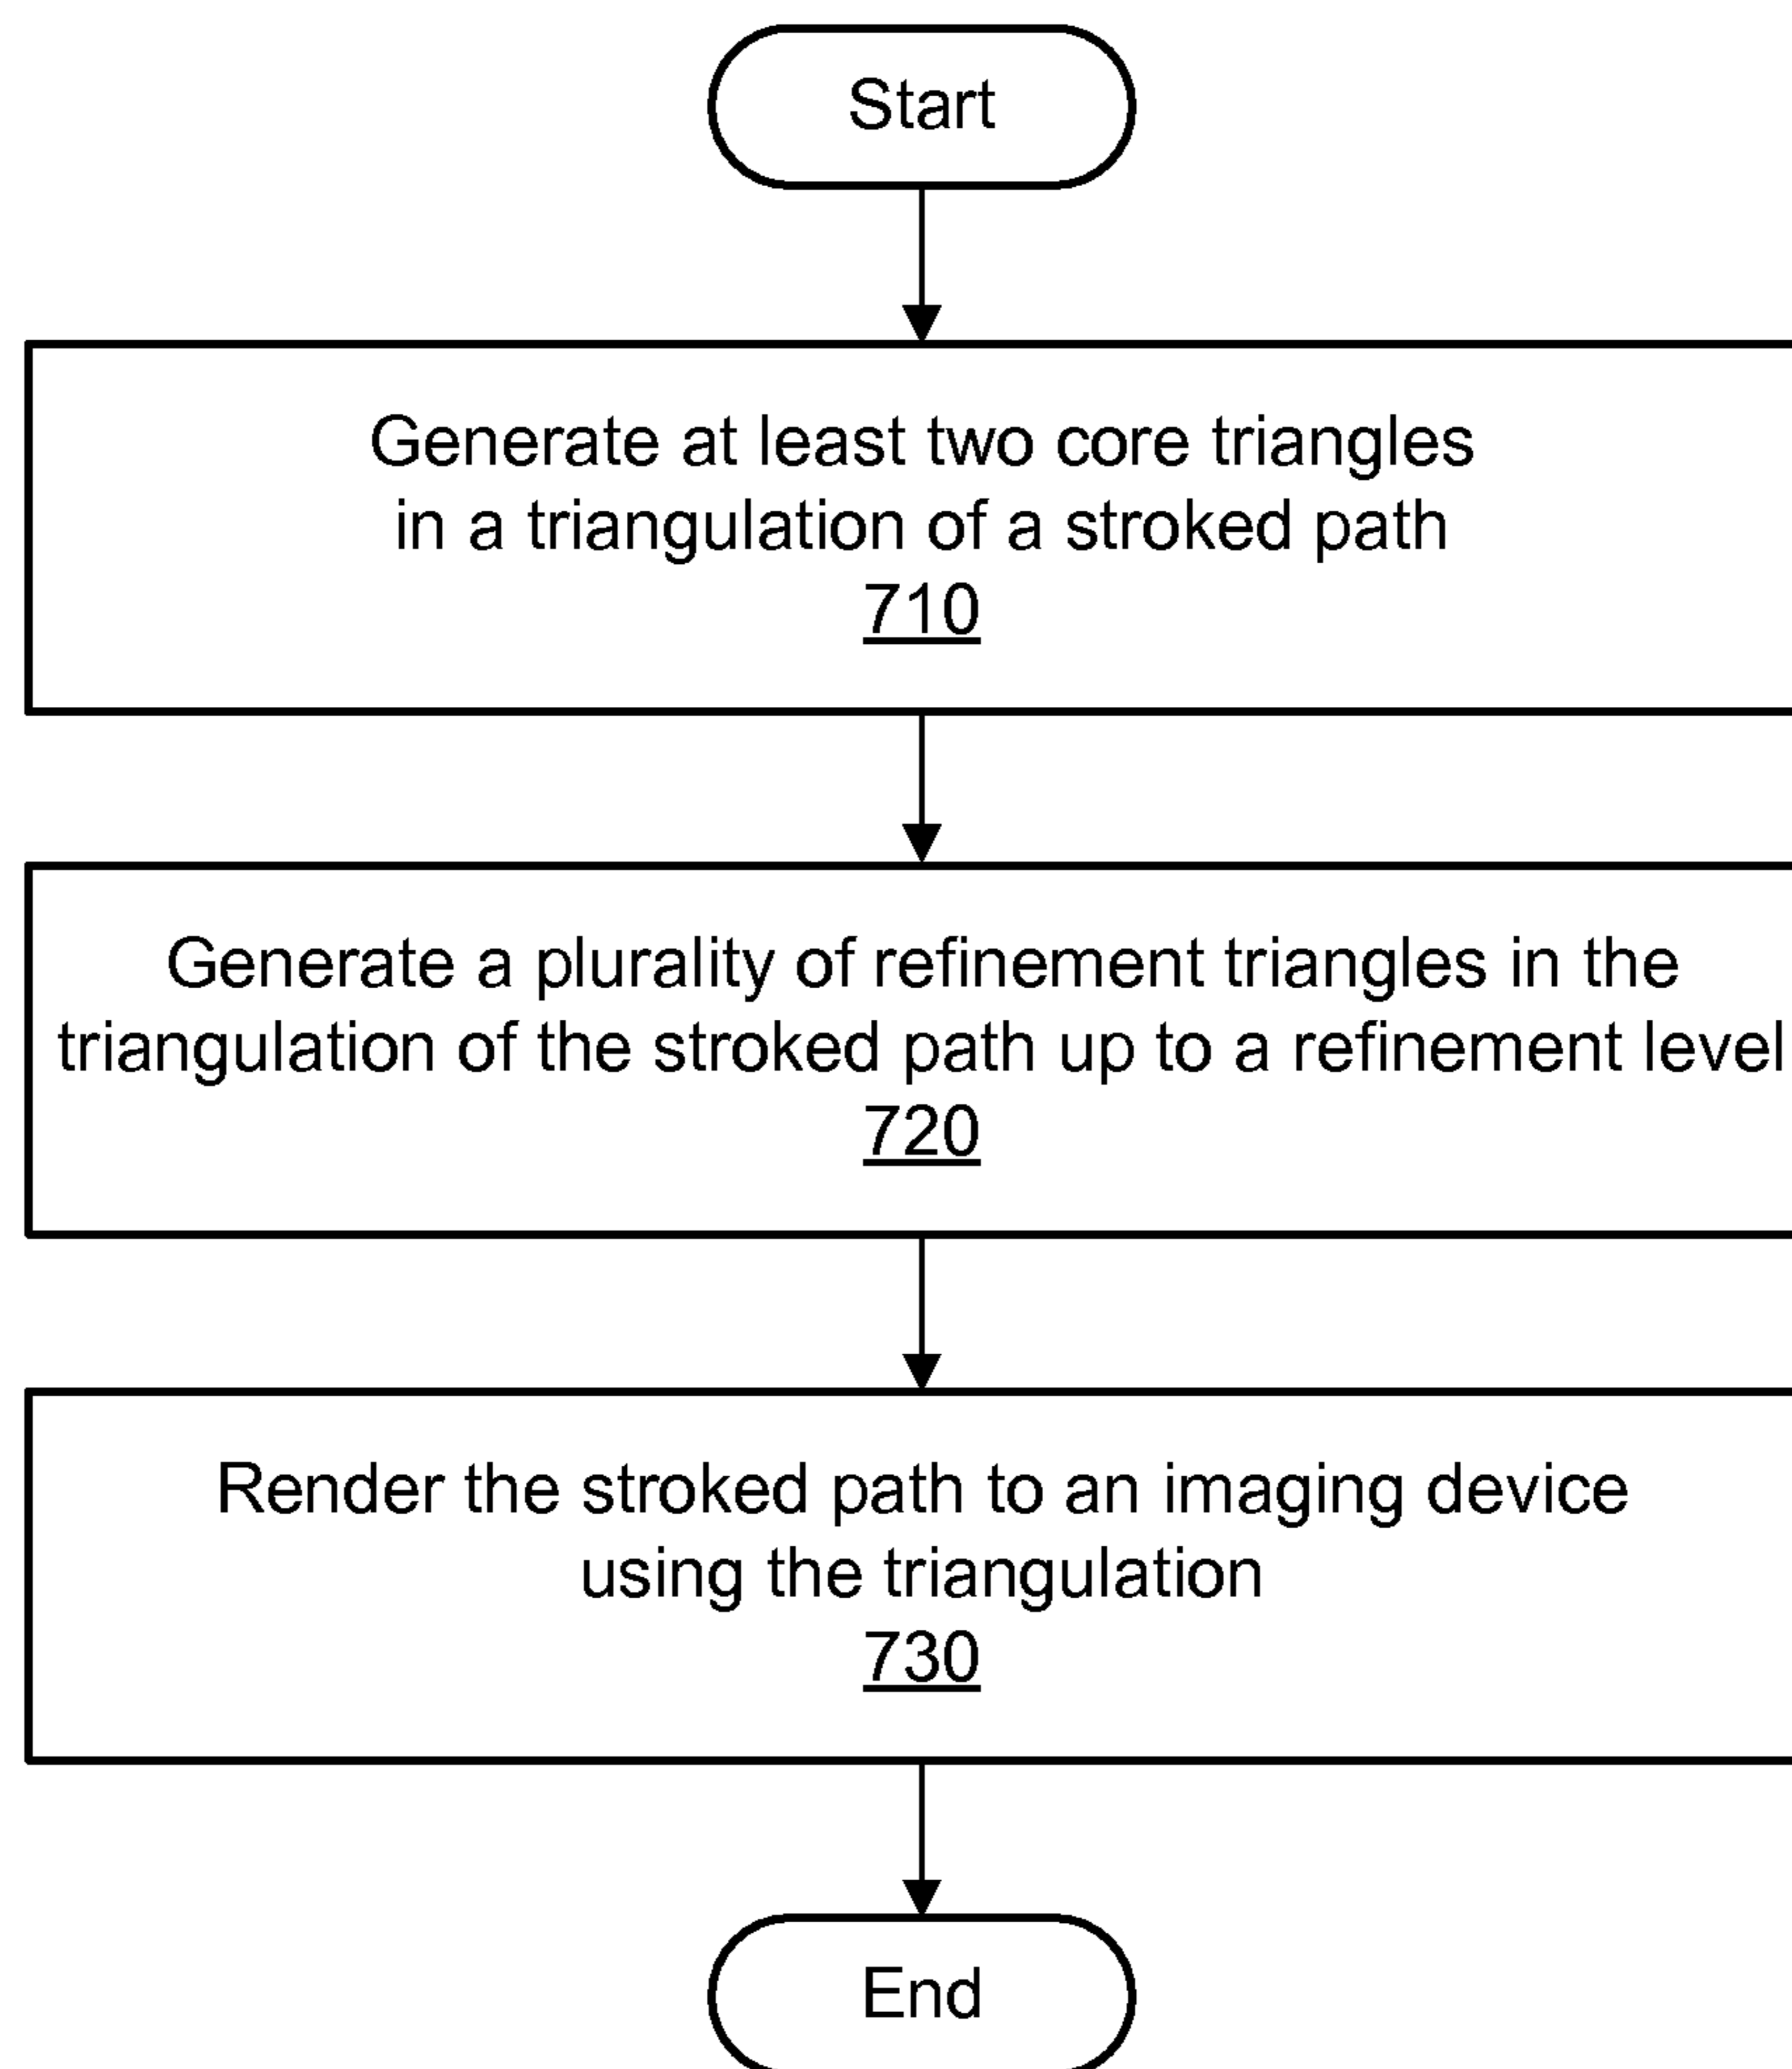 Start
Generate at least two core triangles
in a triangulation of a stroked path
710
Generate a plurality of refinement triangles in the
triangulation of the stroked path up to a refinement level
720
Render the stroked path to an imaging device
using the triangulation
730
End